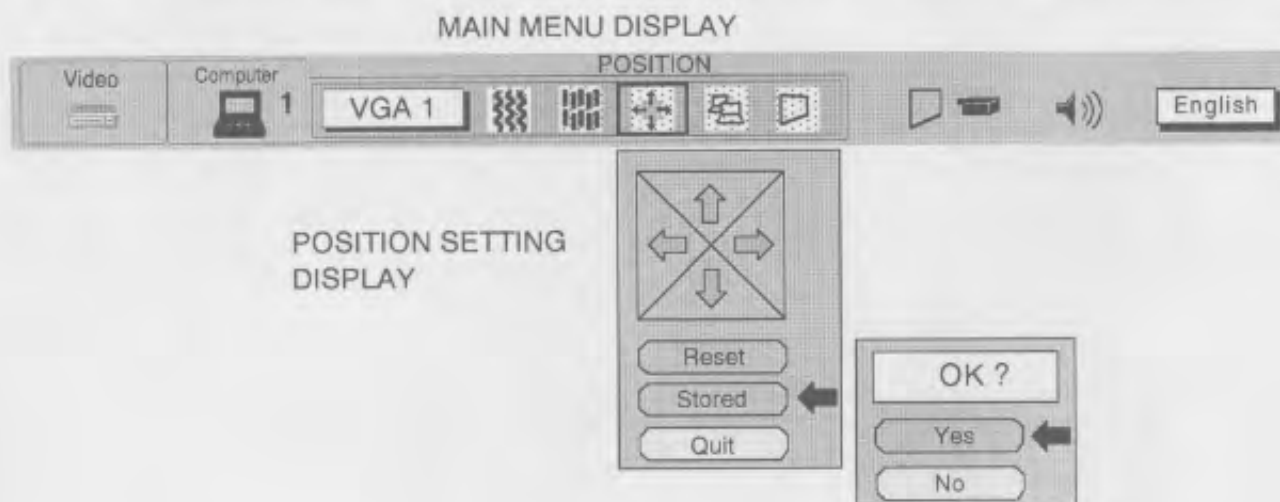 MAIN MENU DISPLAY
POSITION
Video
Computer
1
VGA 1
English
POSITION SETTING
DISPLAY
Reset
Stored
Quit
OK ?
Yes
No